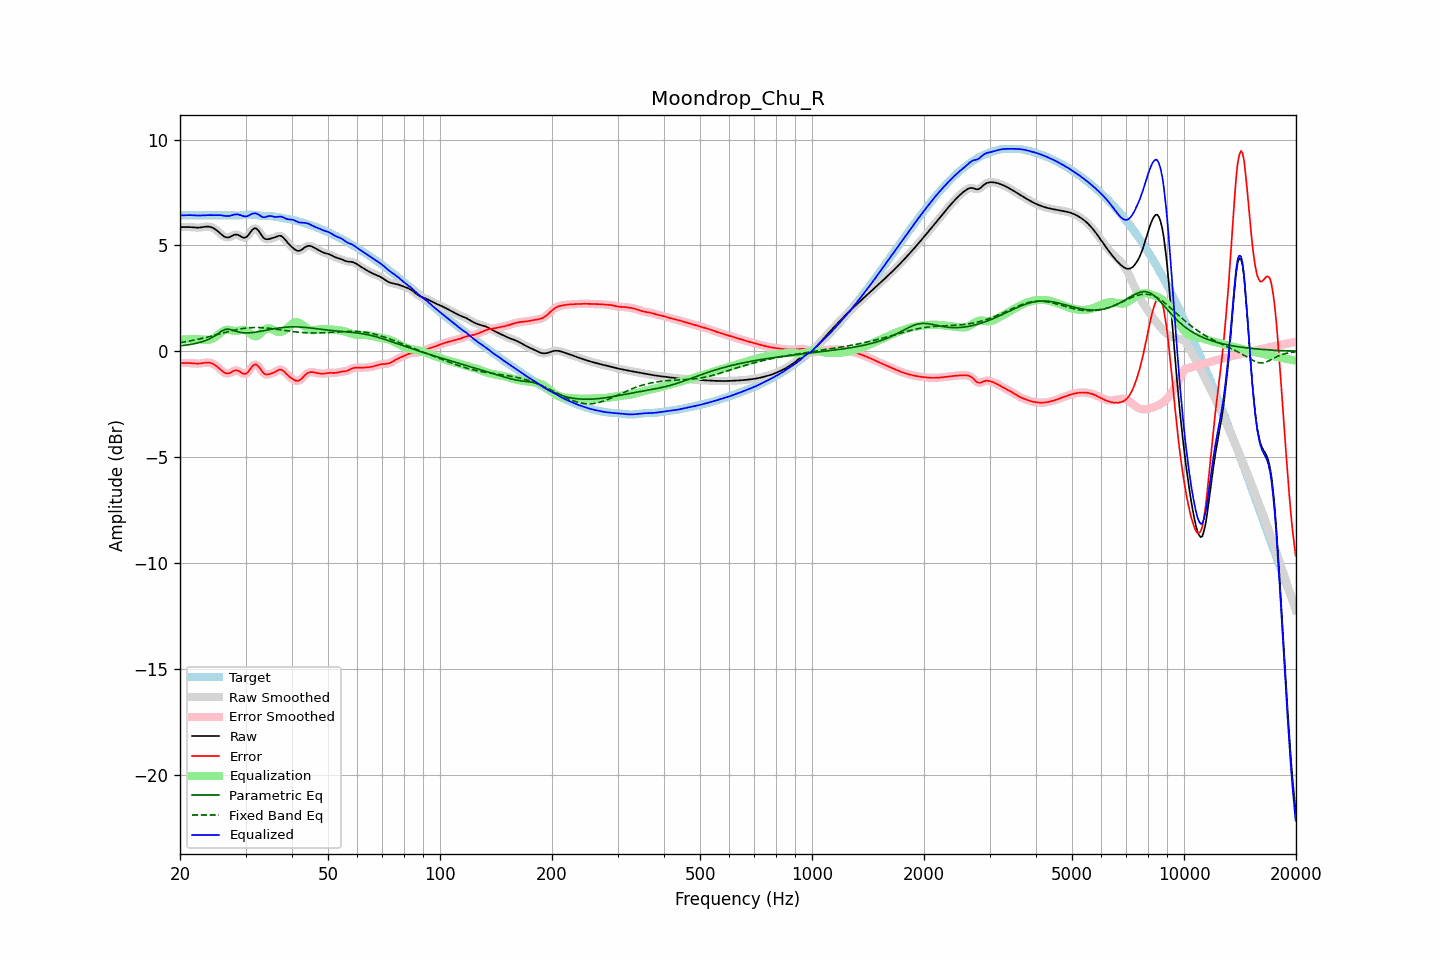 Moondrop_Chu_R
Amplitude (dBr)
10
5
0
−5
−10
−15
−20
Target
Raw Smoothed
Error Smoothed
Raw
Error
Equalization
Parametric Eq
Fixed Band Eq
Equalized
20 50 100 200 500 1000 2000 5000 10000 20000
Frequency (Hz)